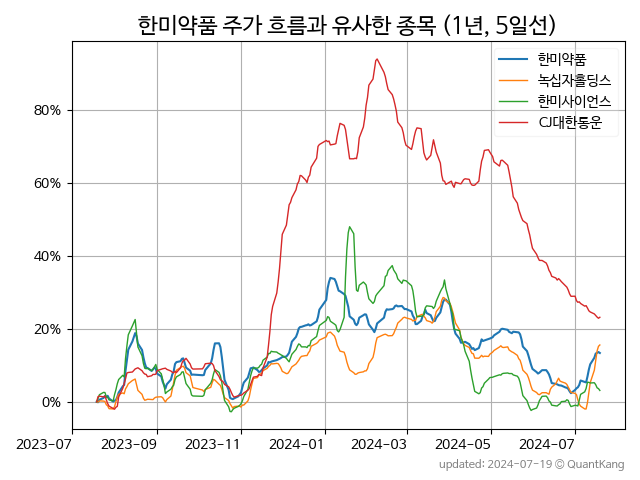 한미약품 주가 흐름과 유사한 종목 (1년, 5일선)
한미약품
녹십자홀딩스
한미사이언스
CJ대한통운
80%
60%
40%
20%
0%
2023-07 2023-09 2023-11 2024-01 2024-03 2024-05 2024-07
updated: 2024-07-19 @ QuantKang